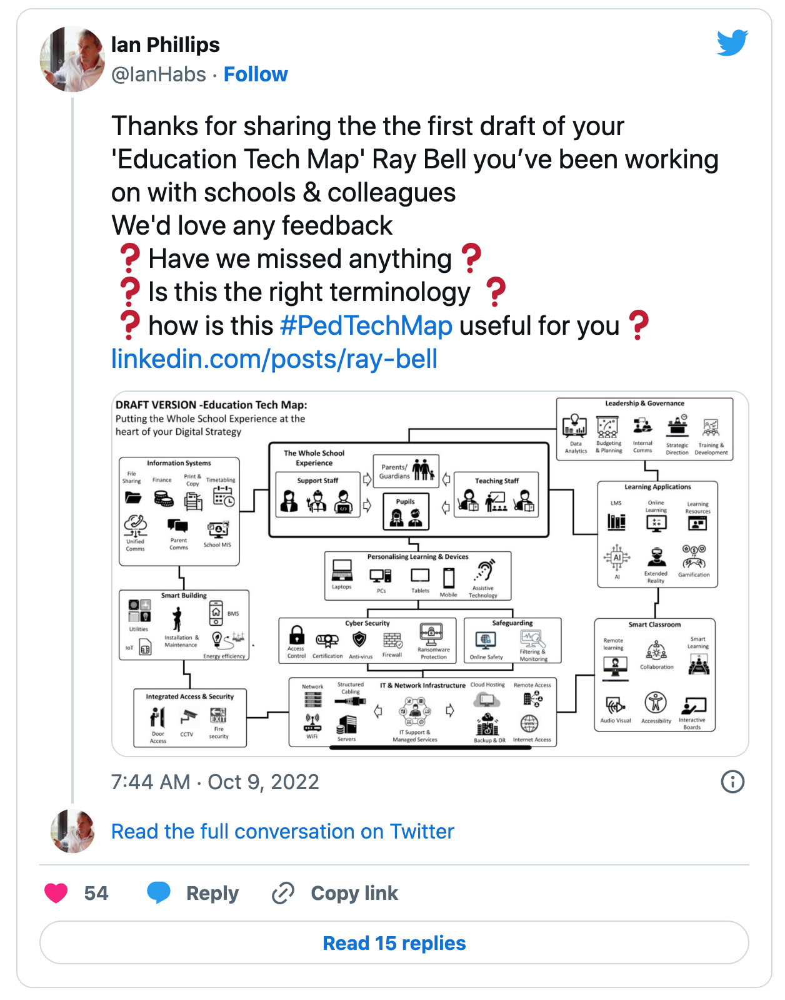 Ian Phillips
@IanHabs · Follow
Thanks for sharing the the first draft of your
'Education Tech Map' Ray Bell you’ve been working
on with schools & colleagues
We'd love any feedback
❓Have we missed anything❓
❓Is this the right terminology ❓
❓how is this #PedTechMap useful for you❓
linkedin.com/posts/ray-bell
DRAFT VERSION -Education Tech Map:
Putting the Whole School Experience at the
heart of your Digital Strategy
Leadership & Governance
Data
Analytics
Budgeting
& Planning
Internal
Comms
Strategic
Direction
Training &
Development
The Whole School
Experience
Support Staff
Parents/
Guardians
Pupils
Teaching Staff
Information Systems
File
Sharing
Finance
Print &
Copy
Timetabling
Unified
Comms
Parent
Comms
School MIS
Learning Applications
LMS
Online
Learning
Learning
Resources
AI
AI
Extended
Reality
Gamification
Personalising Learning & Devices
Laptops
PCs
Tablets
Mobile
Assistive
Technology
Smart Building
Utilities
Installation &
Maintenance
BMS
IoT
Energy efficiency
Cyber Security
Access
Control
Certification
Anti-virus
Firewall
Ransomware
Protection
Safeguarding
Online Safety
Filtering &
Monitoring
Smart Classroom
Remote
learning
Collaboration
Smart
Learning
Audio Visual
Accessibility
Interactive
Boards
Integrated Access & Security
Door
Access
CCTV
EXIT
Fire
security
IT & Network Infrastructure
Network
Structured
Cabling
Cloud Hosting
Remote Access
WiFi
Servers
IT Support &
Managed Services
Backup & DR
WWW
Internet Access
7:44 AM · Oct 9, 2022
Read the full conversation on Twitter
54
Reply
Copy link
Read 15 replies